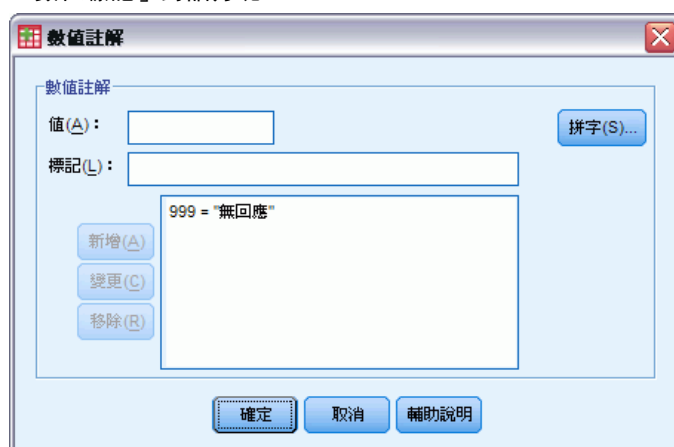 數值註解
數值註解
值(A)：
拼字(S)...
標記(L)：
999 = "無回應"
新增(A)
變更(C)
移除(R)
確定 取消 輔助說明